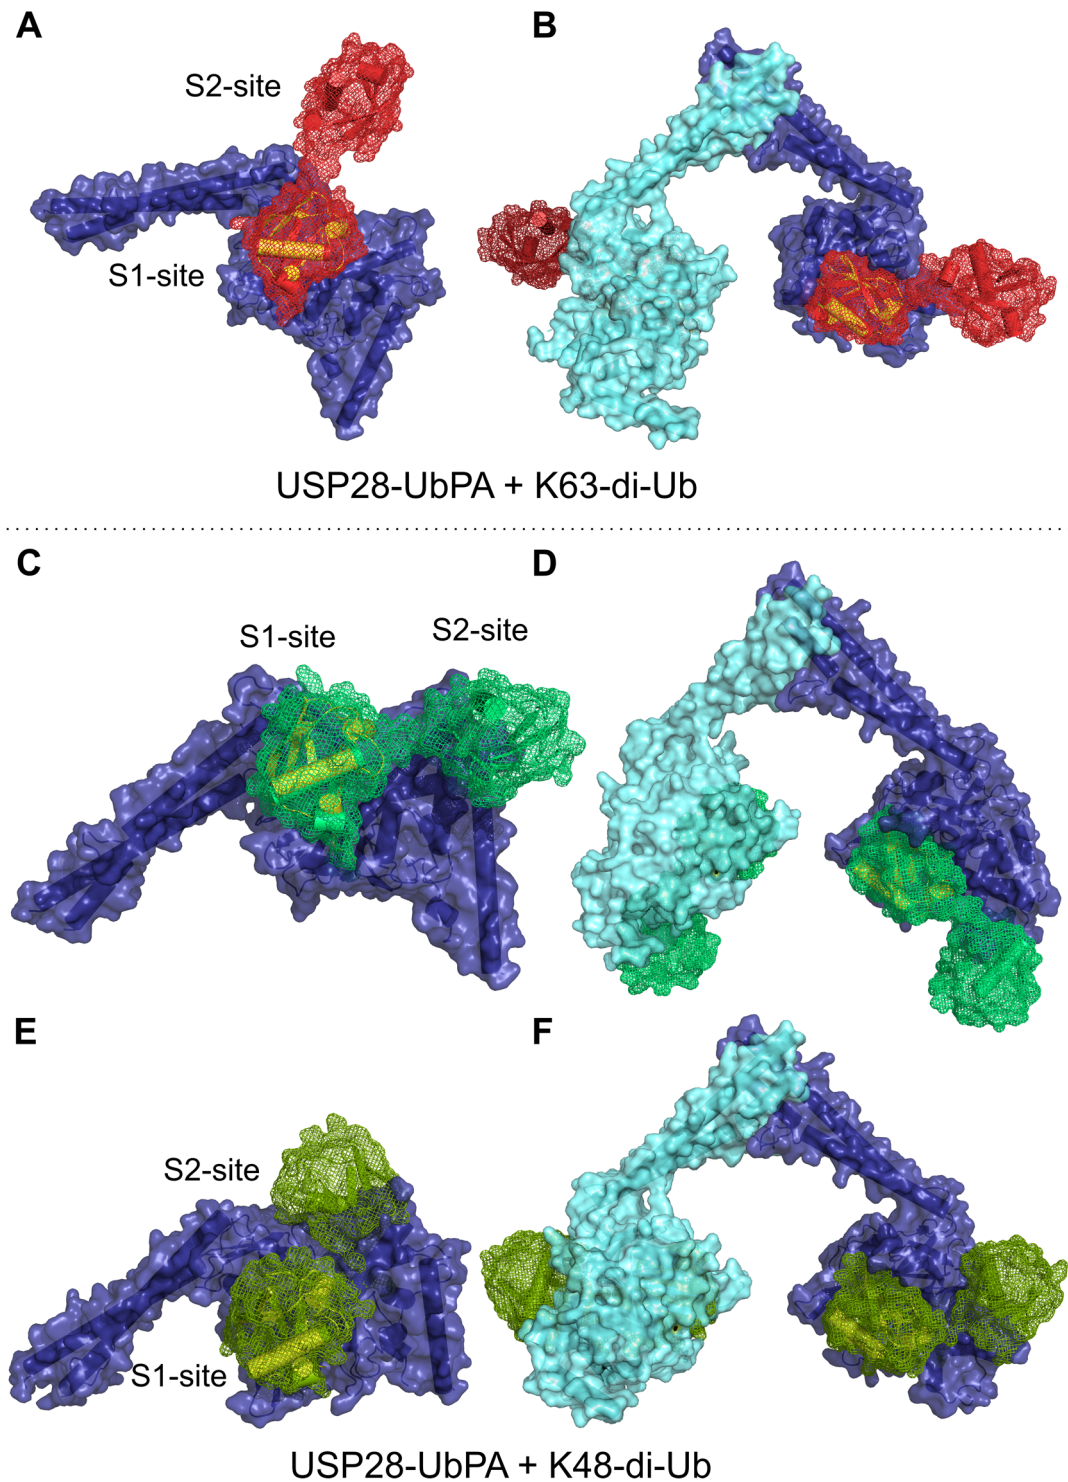 A
B
S2-site
S1-site
USP28-UbPA + K63-di-Ub
C
D
S1-site
S2-site
E
F
S2-site
S1-site
USP28-UbPA + K48-di-Ub